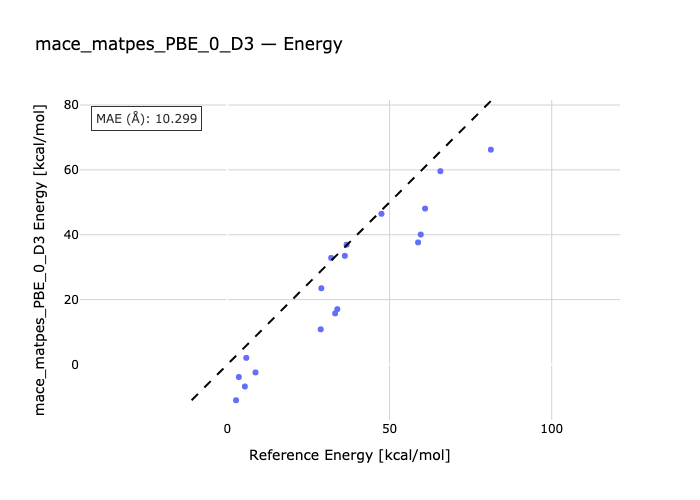 mace_matpes_PBE_0_D3 — Energy
MAE (Å): 10.299
mace_matpes_PBE_0_D3 Energy [kcal/mol]
80
60
40
20
0
0
50
100
Reference Energy [kcal/mol]